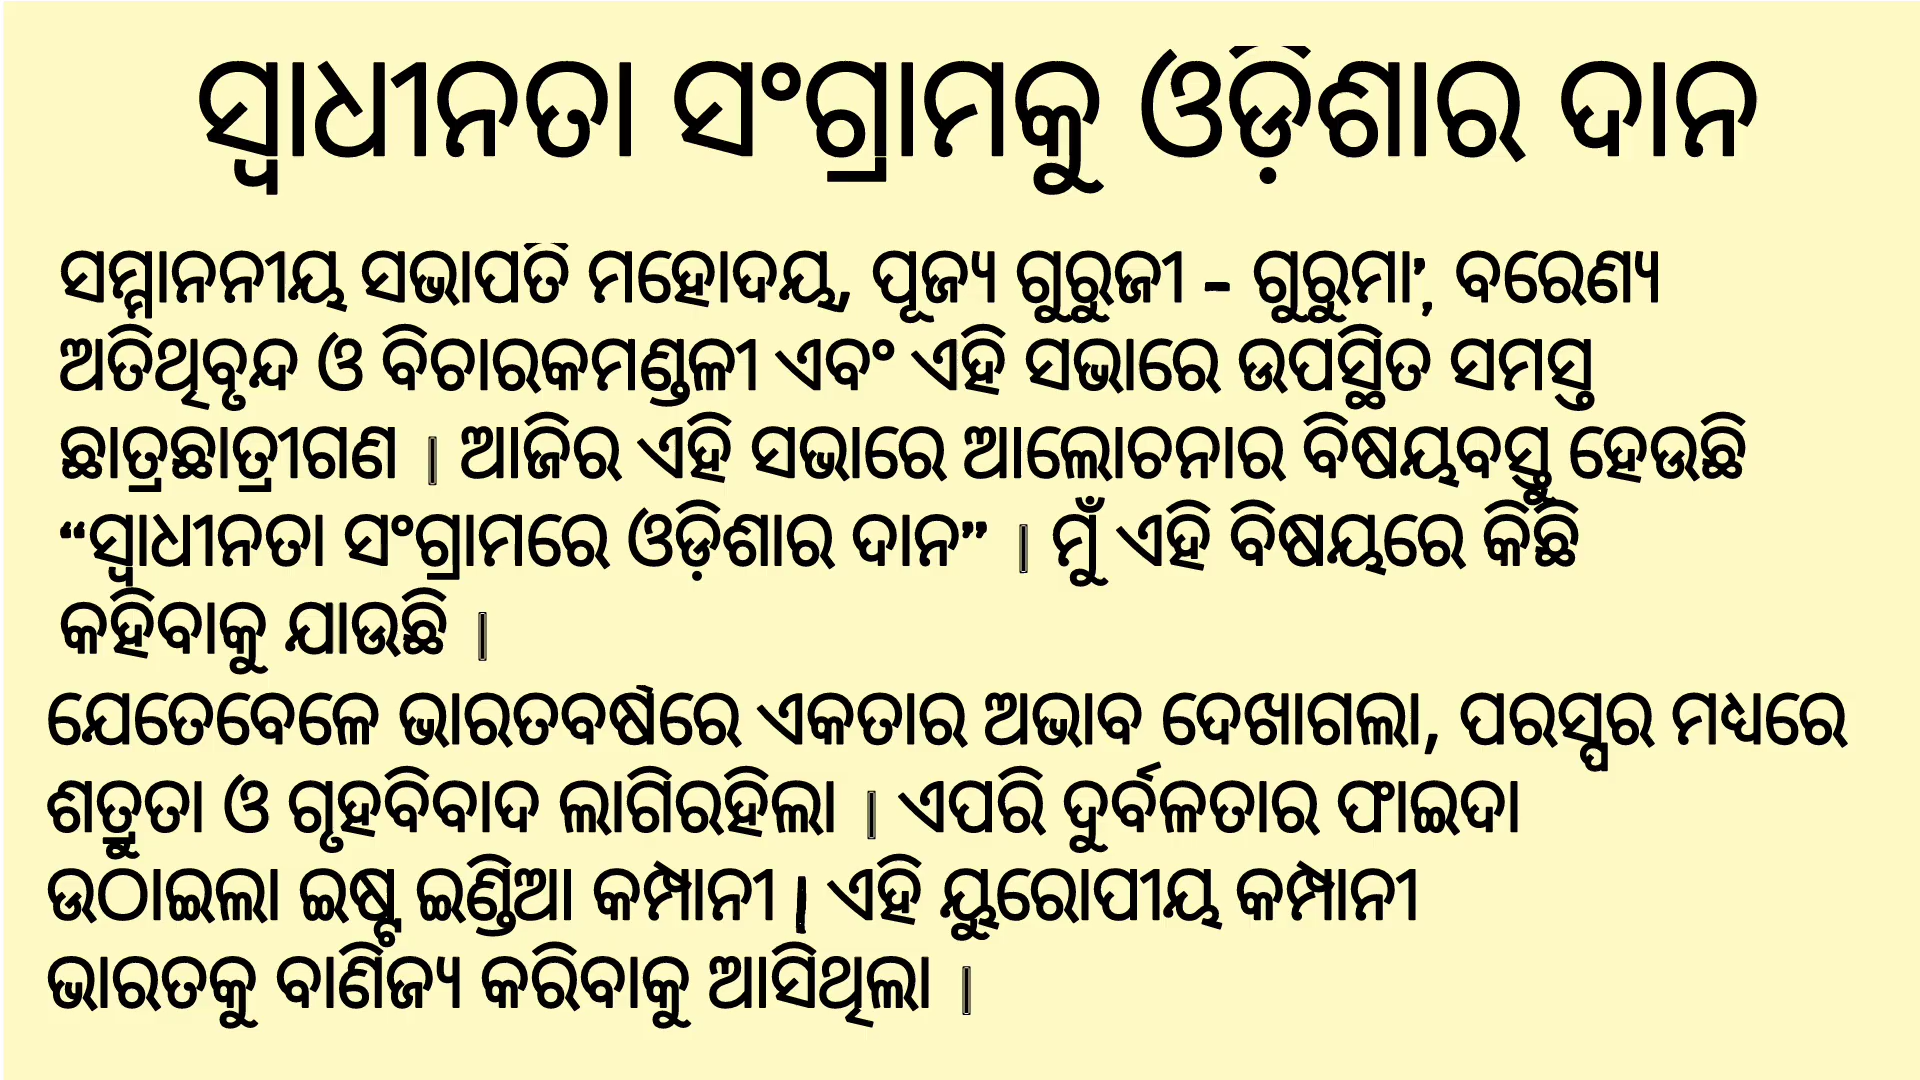 ସ୍ଵାଧୀନତା ସଂଗ୍ରାମକୁ ଓଡ଼ିଶାର ଦାନ
ସମ୍ମାନନୀୟ ସଭାପତି ମହୋଦୟ, ପୂଜ୍ୟ ଗୁରୁଜୀ - ଗୁରୁମା’, ବରେଣ୍ୟ
ଅତିଥିବୃନ୍ଦ ଓ ବିଚାରକମଣ୍ଡଳୀ ଏବଂ ଏହି ସଭାରେ ଉପସ୍ଥିତ ସମସ୍ତ
ଛାତ୍ରଛାତ୍ରୀଗଣ । ଆଜିର ଏହି ସଭାରେ ଆଲୋଚନାର ବିଷୟବସ୍ତୁ ହେଉଛି
“ସ୍ଵାଧୀନତା ସଂଗ୍ରାମରେ ଓଡ଼ିଶାର ଦାନ” । ମୁଁ ଏହି ବିଷୟରେ କିଛି
କହିବାକୁ ଯାଉଛି ।
ଯେତେବେଳେ ଭାରତବର୍ଷରେ ଏକତାର ଅଭାବ ଦେଖାଗଲା, ପରସ୍ପର ମଧ୍ୟରେ
ଶତ୍ରୁତା ଓ ଗୃହବିବାଦ ଲାଗିରହିଲା । ଏପରି ଦୁର୍ବଳତାର ଫାଇଦା
ଉଠାଇଲା ଇଷ୍ଟ ଇଣ୍ଡିଆ କମ୍ପାନୀ । ଏହି ୟୁରୋପୀୟ କମ୍ପାନୀ
ଭାରତକୁ ବାଣିଜ୍ୟ କରିବାକୁ ଆସିଥିଲା ।